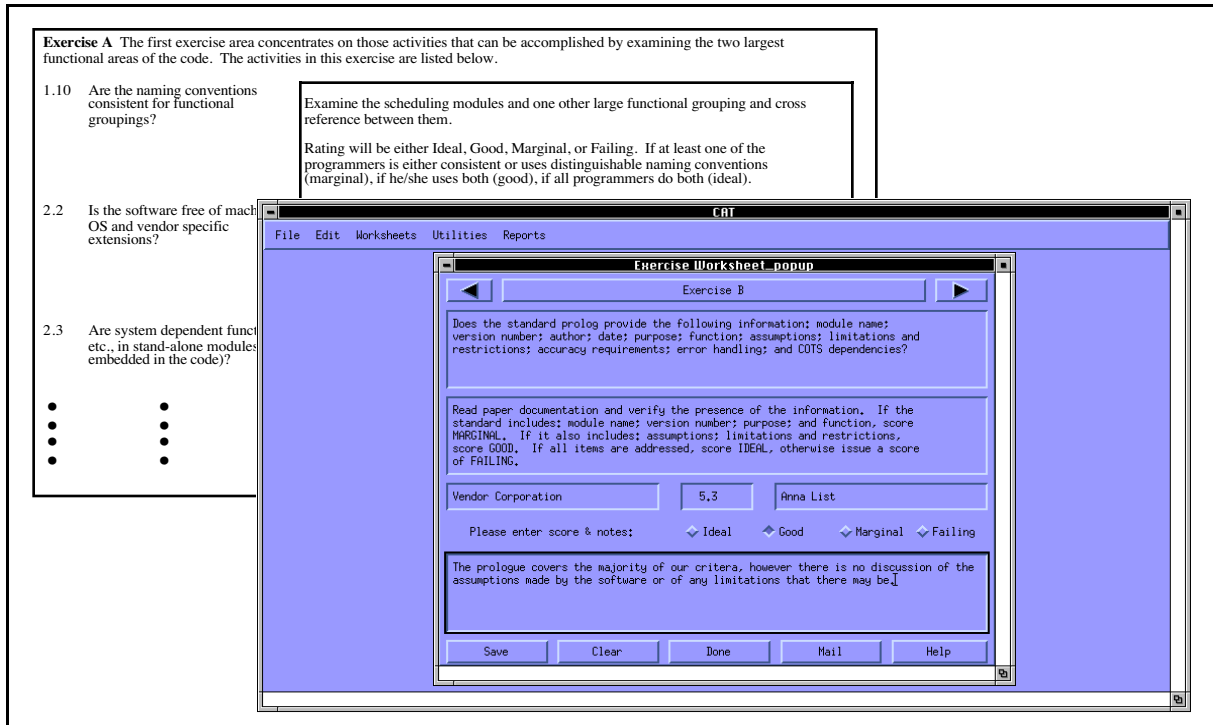 Exercise A The first exercise area concentrates on those activities that can be accomplished by examining the two largest
functional areas of the code. The activities in this exercise are listed below.
1.10 Are the naming conventions
consistent for functional
groupings?
Examine the scheduling modules and one other large functional grouping and cross
reference between them.
Rating will be either Ideal, Good, Marginal, or Failing. If at least one of the
programmers is either consistent or uses distinguishable naming conventions
(marginal), if he/she uses both (good), if all programmers do both (ideal).
2.2 Is the software free of mach
OS and vendor specific
extensions?
2.3 Are system dependent funct
etc., in stand-alone modules
embedded in the code)?
CAT
File Edit Worksheets Utilities Reports
Exercise Worksheet_popup
Exercise B
Does the standard prolog provide the following information: module name;
version number; author; date; purpose; function; assumptions; limitations and
restrictions; accuracy requirements; error handling; and COTS dependencies?
Read paper documentation and verify the presence of the information. If the
standard includes: module name; version number; purpose; and function, score
MARGINAL. If it also includes: assumptions; limitations and restrictions,
score GOOD. If all items are addressed, score IDEAL, otherwise issue a score
of FAILING.
Vendor Corporation 5.3 Anna List
Please enter score & notes: Ideal Good Marginal Failing
The prologue covers the majority of our critera, however there is no discussion of the
assumptions made by the software or of any limitations that there may be.
Save Clear Done Mail Help